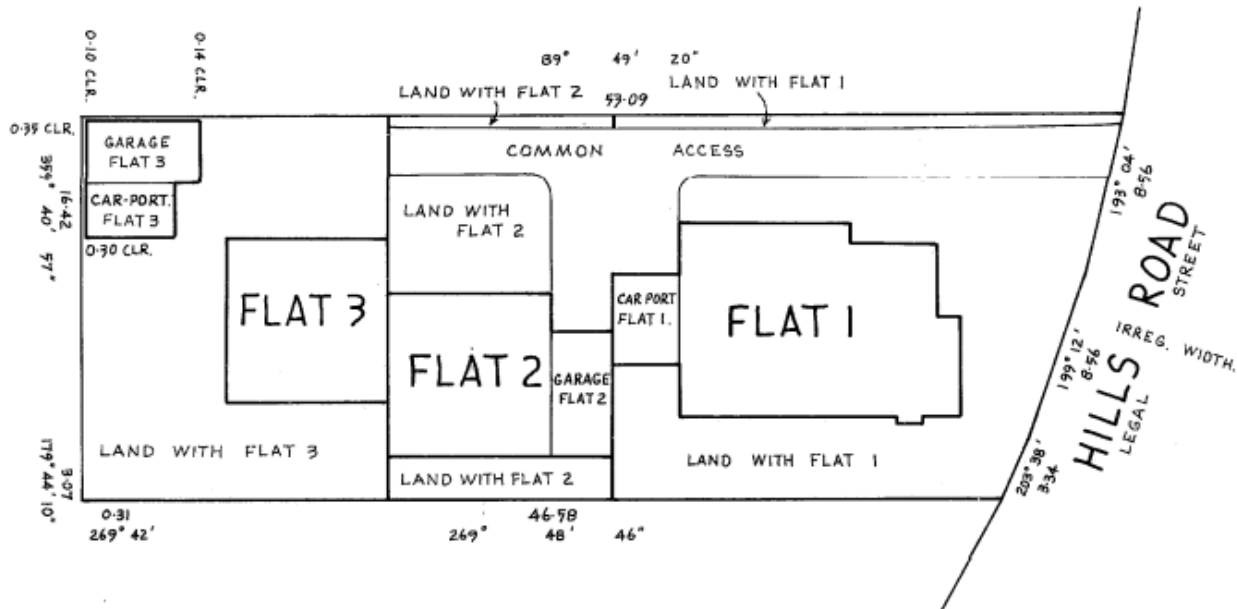 0·10 CLR.
0·14 CLR.
89° 49' 20"
LAND WITH FLAT 2
53·09
LAND WITH FLAT 1
0·35 CLR.
GARAGE
FLAT 3
COMMON ACCESS
CAR-PORT.
FLAT 3
0·30 CLR.
359° 40' 57"
16·42
LAND WITH
FLAT 2
193° 04'
8·56
FLAT 3
CAR PORT
FLAT 1.
FLAT 1
HILLS ROAD
LEGAL STREET
IRREG. WIDTH.
FLAT 2
GARAGE
FLAT 2
199° 12'
8·56
LAND WITH FLAT 3
LAND WITH FLAT 2
LAND WITH FLAT 1
203° 38'
3·34
179° 44' 10"
3·07
0·31
269° 42'
46·58
269° 48' 46"